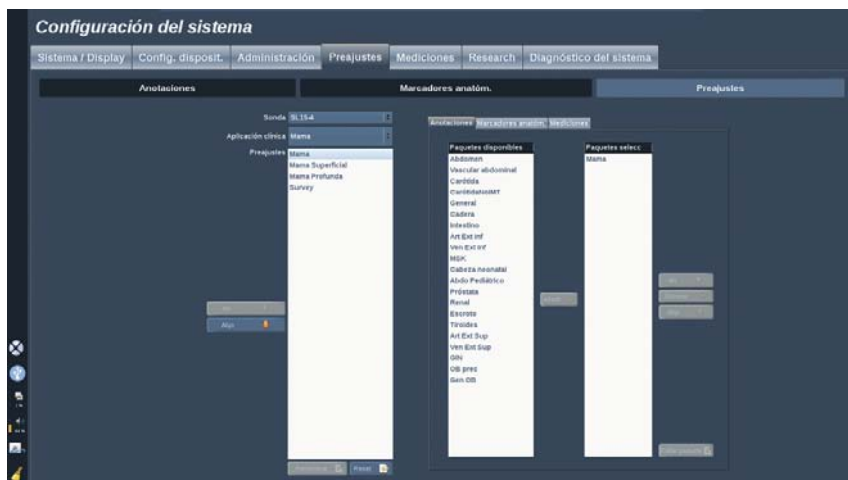 Configuración del sistema
Sistema / Display
Config. disposit.
Administración
Preajustes
Mediciones
Research
Diagnóstico del sistema
Anotaciones
Marcadores anatóm.
Preajustes
Sonda
SL15-4
Aplicación clínica
Mama
Preajustes
Mama
Mama Superficial
Mama Profunda
Survey
Abjo
Reset
Anotaciones
Marcadores anatóm.
Mediciones
Paquetes disponibles
Abdomen
Vascular abdominal
Carótida
CarótidaNoIMT
General
Cadera
Intestino
Art Ext Inf
Ven Ext Inf
MSK
Cabeza neonatal
Abdo Pediátrico
Próstata
Renal
Escroto
Tiroides
Art Ext Sup
Ven Ext Sup
GIN
OB prec
Gen OB
Paquetes selecc
Mama